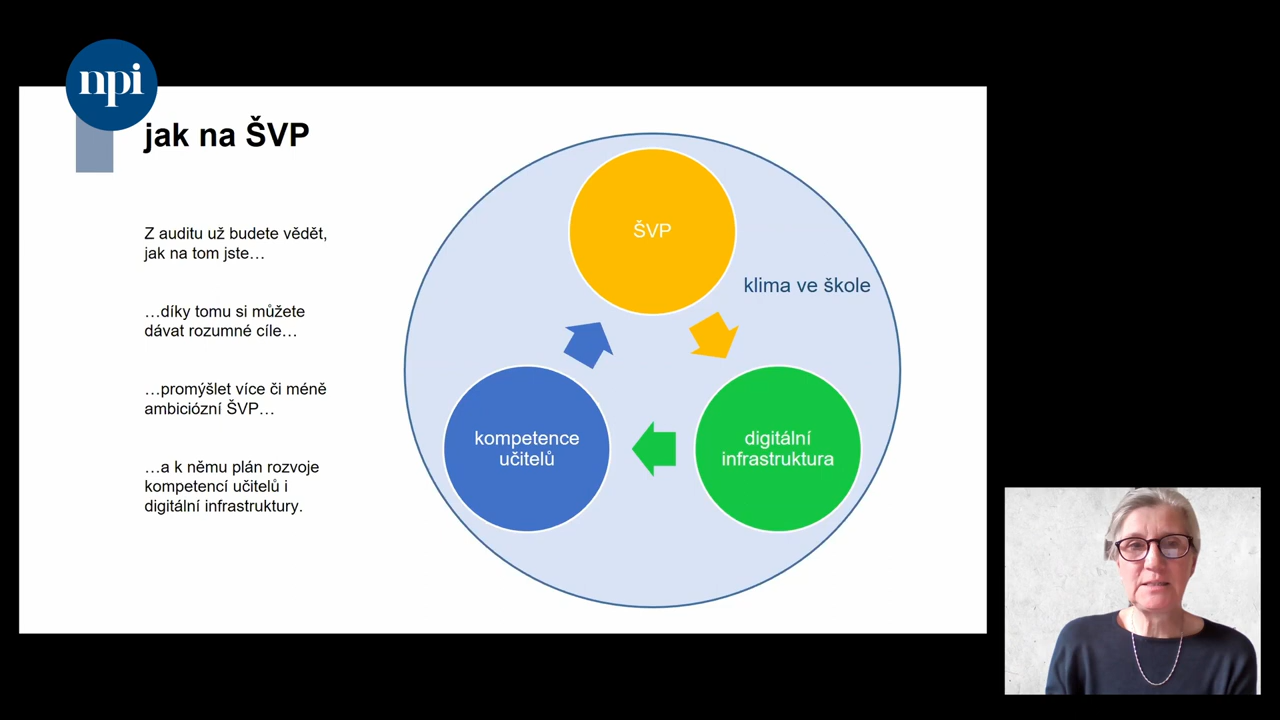 npi
jak na ŠVP
Z auditu už budete vědět,
jak na tom jste…
…díky tomu si můžete
dávat rozumné cíle…
…promýšlet více či méně
ambiciózní ŠVP…
…a k němu plán rozvoje
kompetencí učitelů i
digitální infrastruktury.
ŠVP
klima ve škole
kompetence
učitelů
digitální
infrastruktura